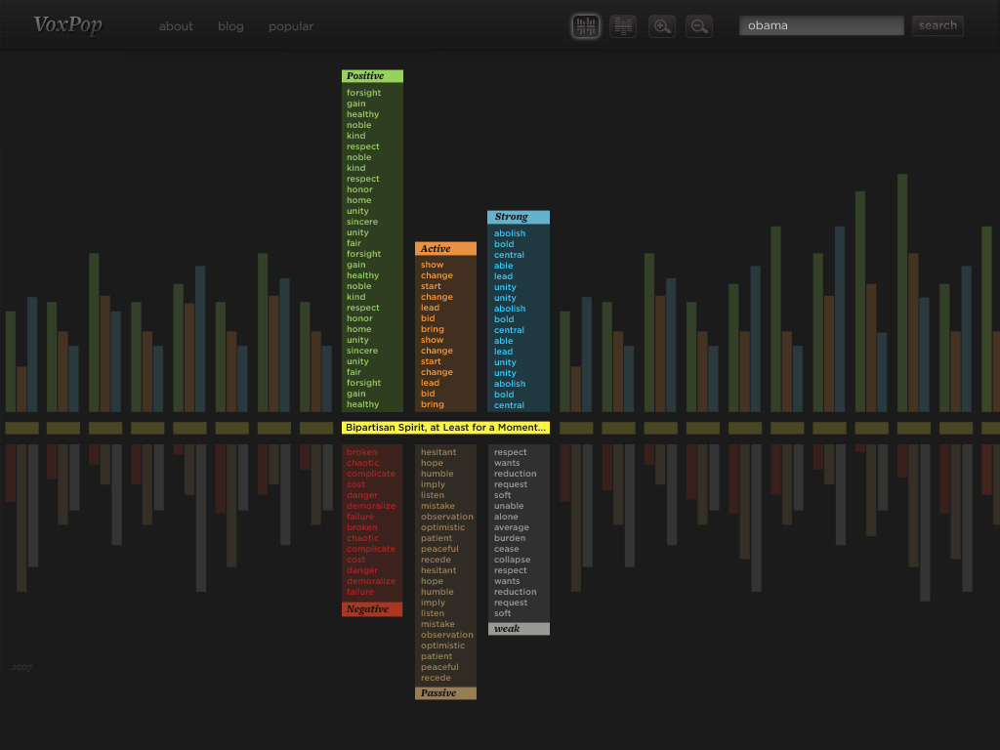 VoxPop
about
blog
popular
obama
search
Positive
forsight
gain
healthy
noble
kind
respect
noble
kind
respect
honor
home
unity
sincere
unity
fair
forsight
gain
healthy
noble
kind
respect
honor
home
unity
sincere
unity
fair
forsight
gain
healthy
Active
show
change
start
change
lead
bid
bring
show
change
start
change
lead
bid
bring
Strong
abolish
bold
central
able
lead
unity
unity
abolish
bold
central
able
lead
unity
unity
abolish
bold
central
Bipartisan Spirit, at Least for a Moment...
broken
chaotic
complicate
cost
danger
demoralize
failure
broken
chaotic
complicate
cost
danger
demoralize
failure
Negative
hesitant
hope
humble
imply
listen
mistake
observation
optimistic
patient
peaceful
recede
hesitant
hope
humble
imply
listen
mistake
observation
optimistic
patient
peaceful
recede
Passive
respect
wants
reduction
request
soft
unable
alone
average
burden
cease
collapse
respect
wants
reduction
request
soft
weak
2007